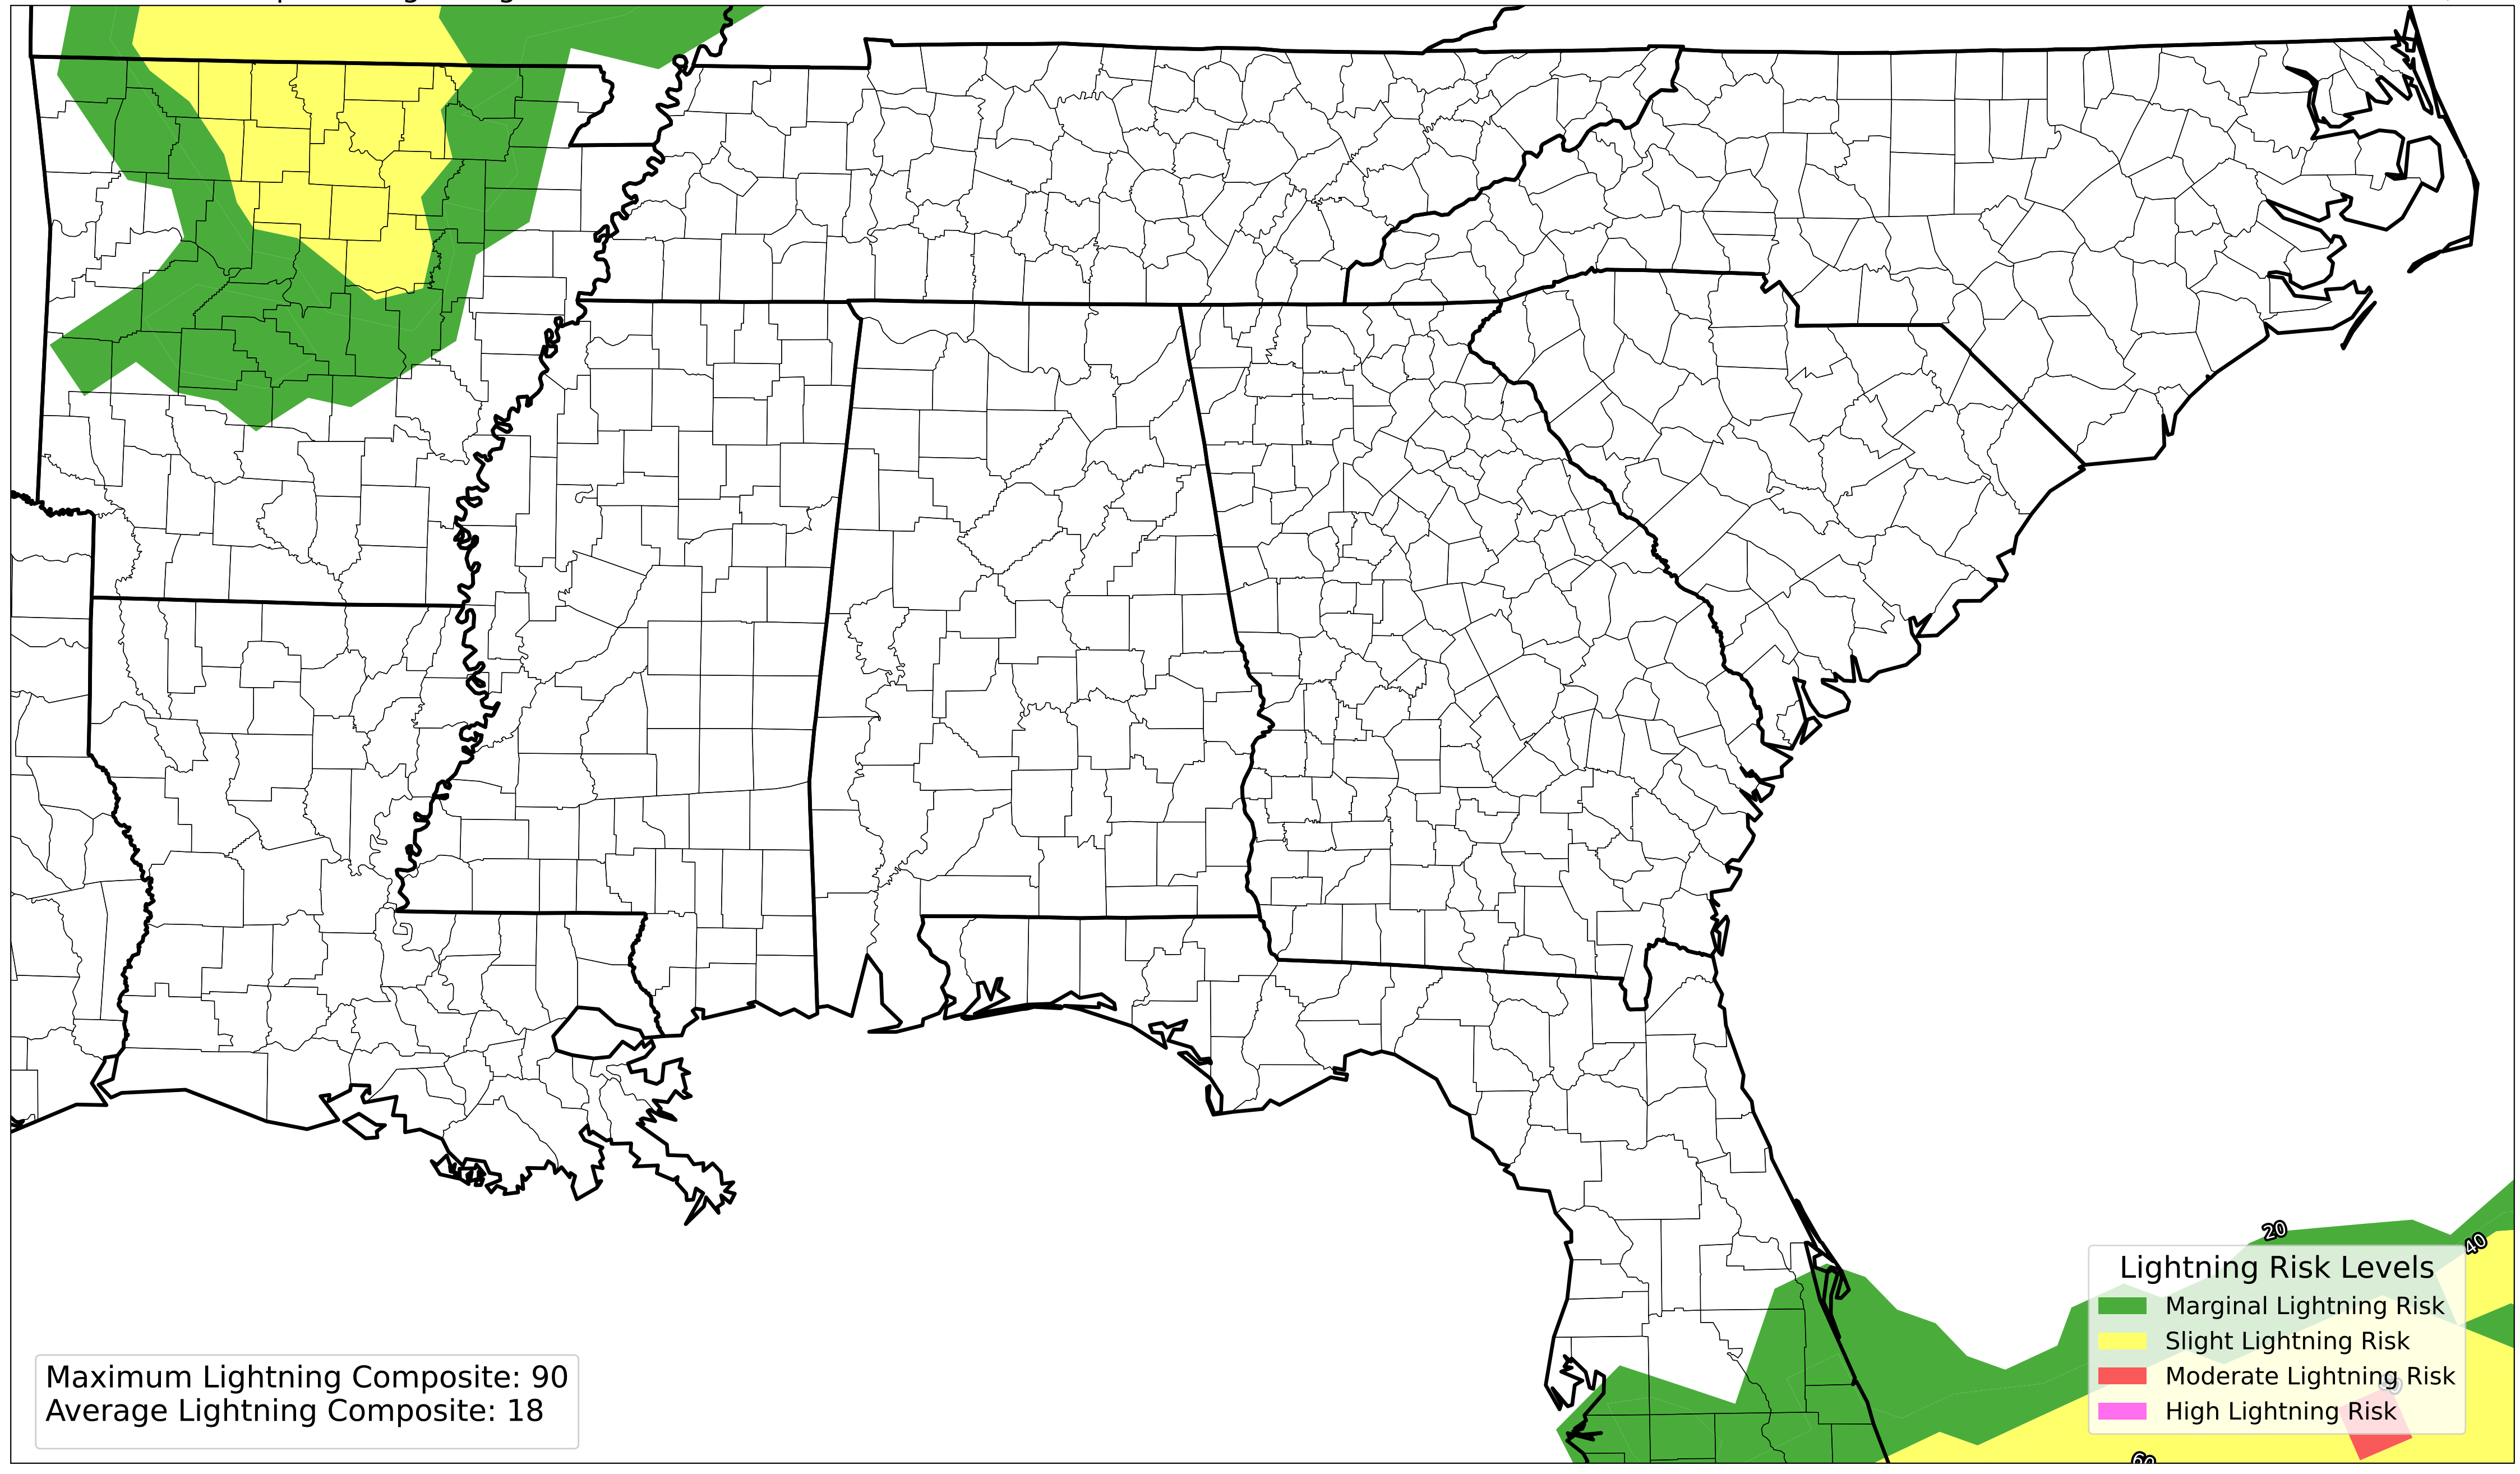 20
40
Lightning Risk Levels
Marginal Lightning Risk
Slight Lightning Risk
Moderate Lightning Risk
High Lightning Risk
Maximum Lightning Composite: 90
Average Lightning Composite: 18
60